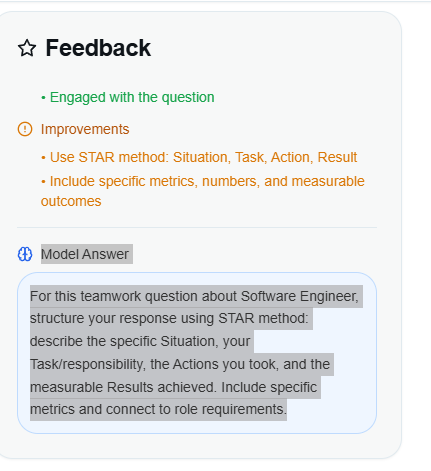 Feedback
• Engaged with the question
Improvements
• Use STAR method: Situation, Task, Action, Result
• Include specific metrics, numbers, and measurable
outcomes
Model Answer
For this teamwork question about Software Engineer,
structure your response using STAR method:
describe the specific Situation, your
Task/responsibility, the Actions you took, and the
measurable Results achieved. Include specific
metrics and connect to role requirements.